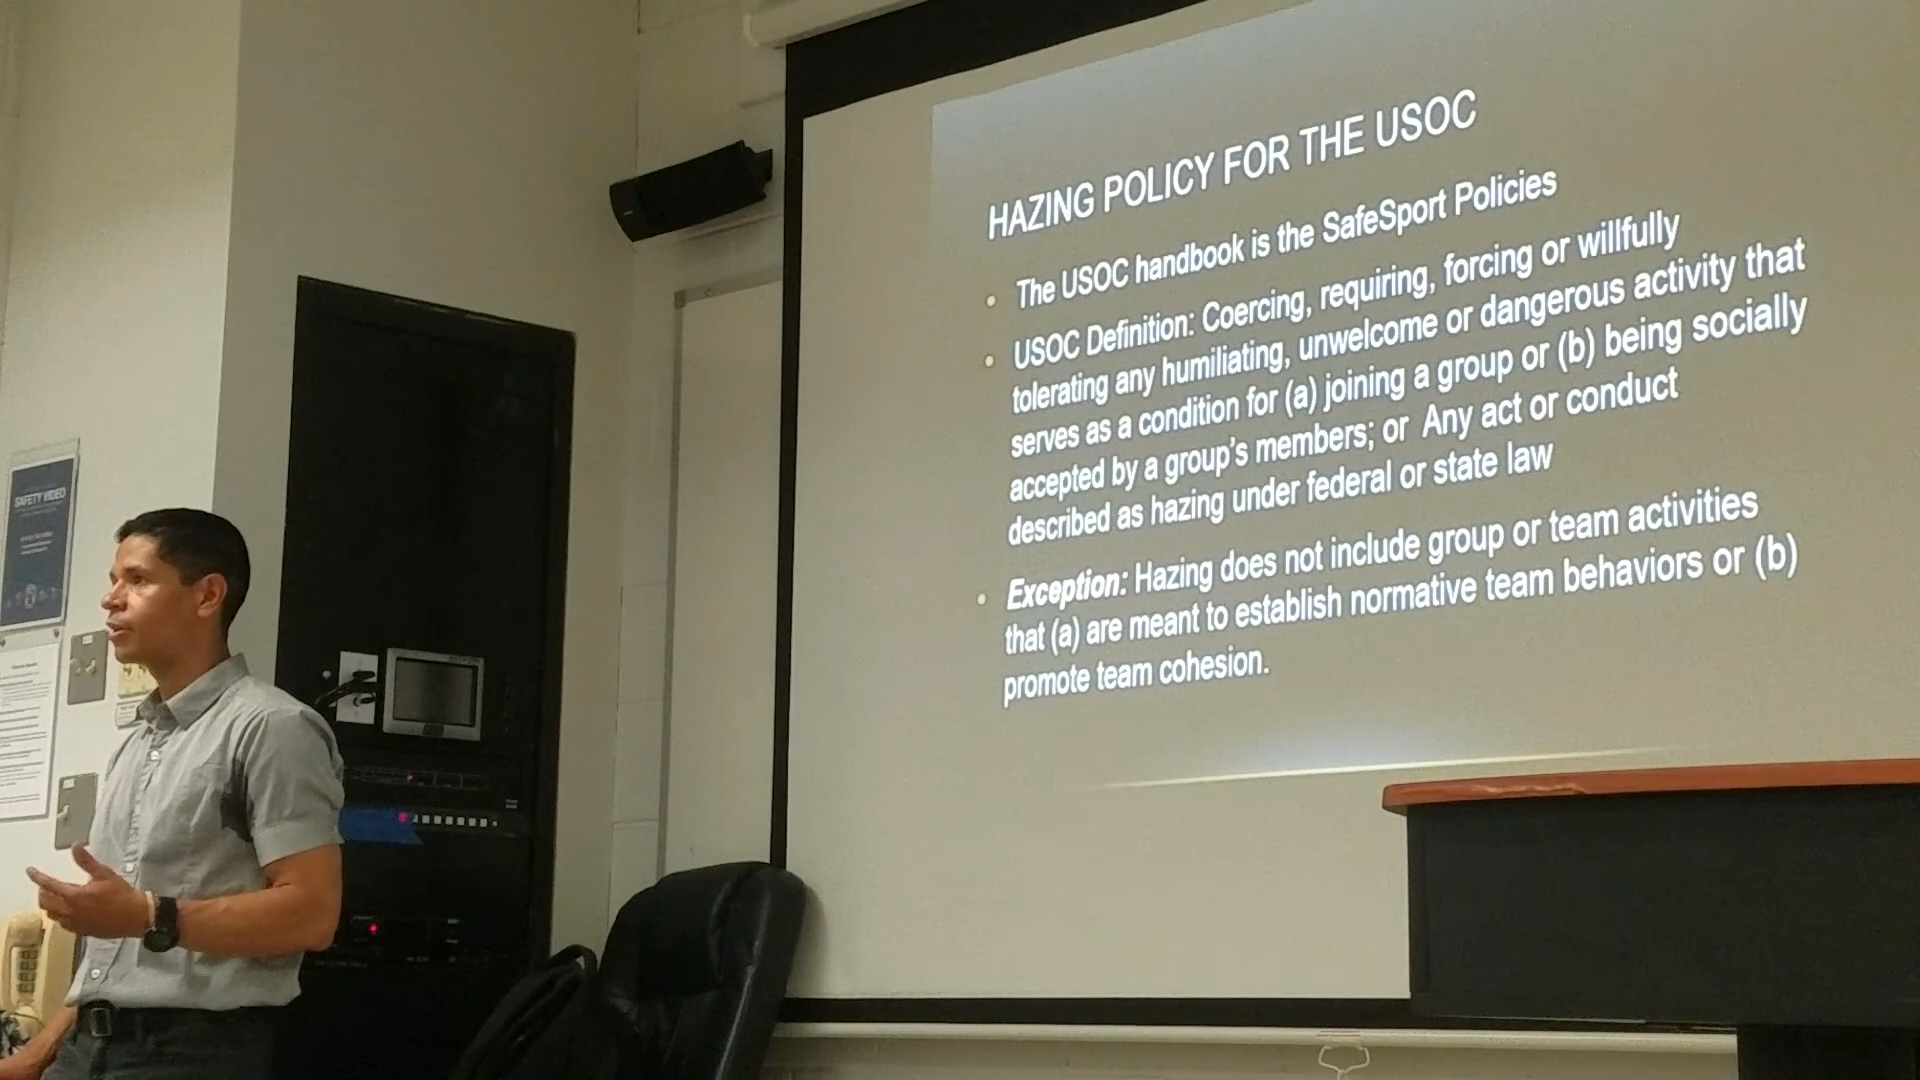 SAFETY VIDEO
HAZING POLICY FOR THE USOC
• The USOC handbook is the SafeSport Policies
• USOC Definition: Coercing, requiring, forcing or willfully
tolerating any humiliating, unwelcome or dangerous activity that
serves as a condition for (a) joining a group or (b) being socially
accepted by a group's members; or Any act or conduct
described as hazing under federal or state law
• Exception: Hazing does not include group or team activities
that (a) are meant to establish normative team behaviors or (b)
promote team cohesion.